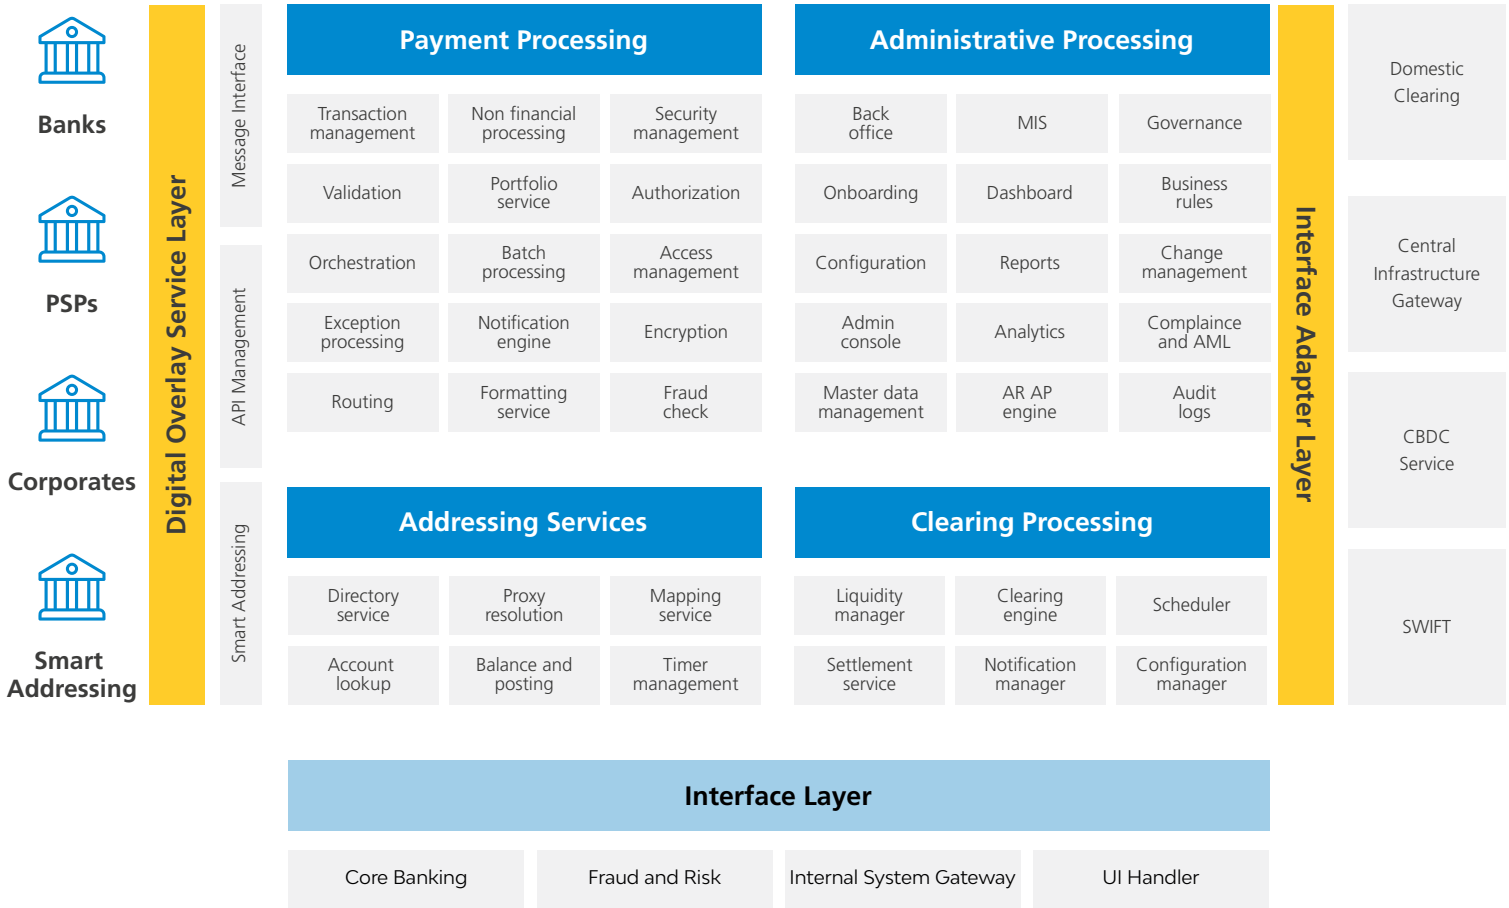 Banks
PSPs
Corporates
Smart
Addressing
Digital Overlay Service Layer
Message Interface
API Management
Smart Addressing
Payment Processing
Transaction
management
Non financial
processing
Security
management
Validation
Portfolio
service
Authorization
Orchestration
Batch
processing
Access
management
Exception
processing
Notification
engine
Encryption
Routing
Formatting
service
Fraud
check
Administrative Processing
Back
office
MIS
Governance
Onboarding
Dashboard
Business
rules
Configuration
Reports
Change
management
Admin
console
Analytics
Complaince
and AML
Master data
management
AR AP
engine
Audit
logs
Addressing Services
Directory
service
Proxy
resolution
Mapping
service
Account
lookup
Balance and
posting
Timer
management
Clearing Processing
Liquidity
manager
Clearing
engine
Scheduler
Settlement
service
Notification
manager
Configuration
manager
Interface Adapter Layer
Domestic
Clearing
Central
Infrastructure
Gateway
CBDC
Service
SWIFT
Interface Layer
Core Banking
Fraud and Risk
Internal System Gateway
UI Handler